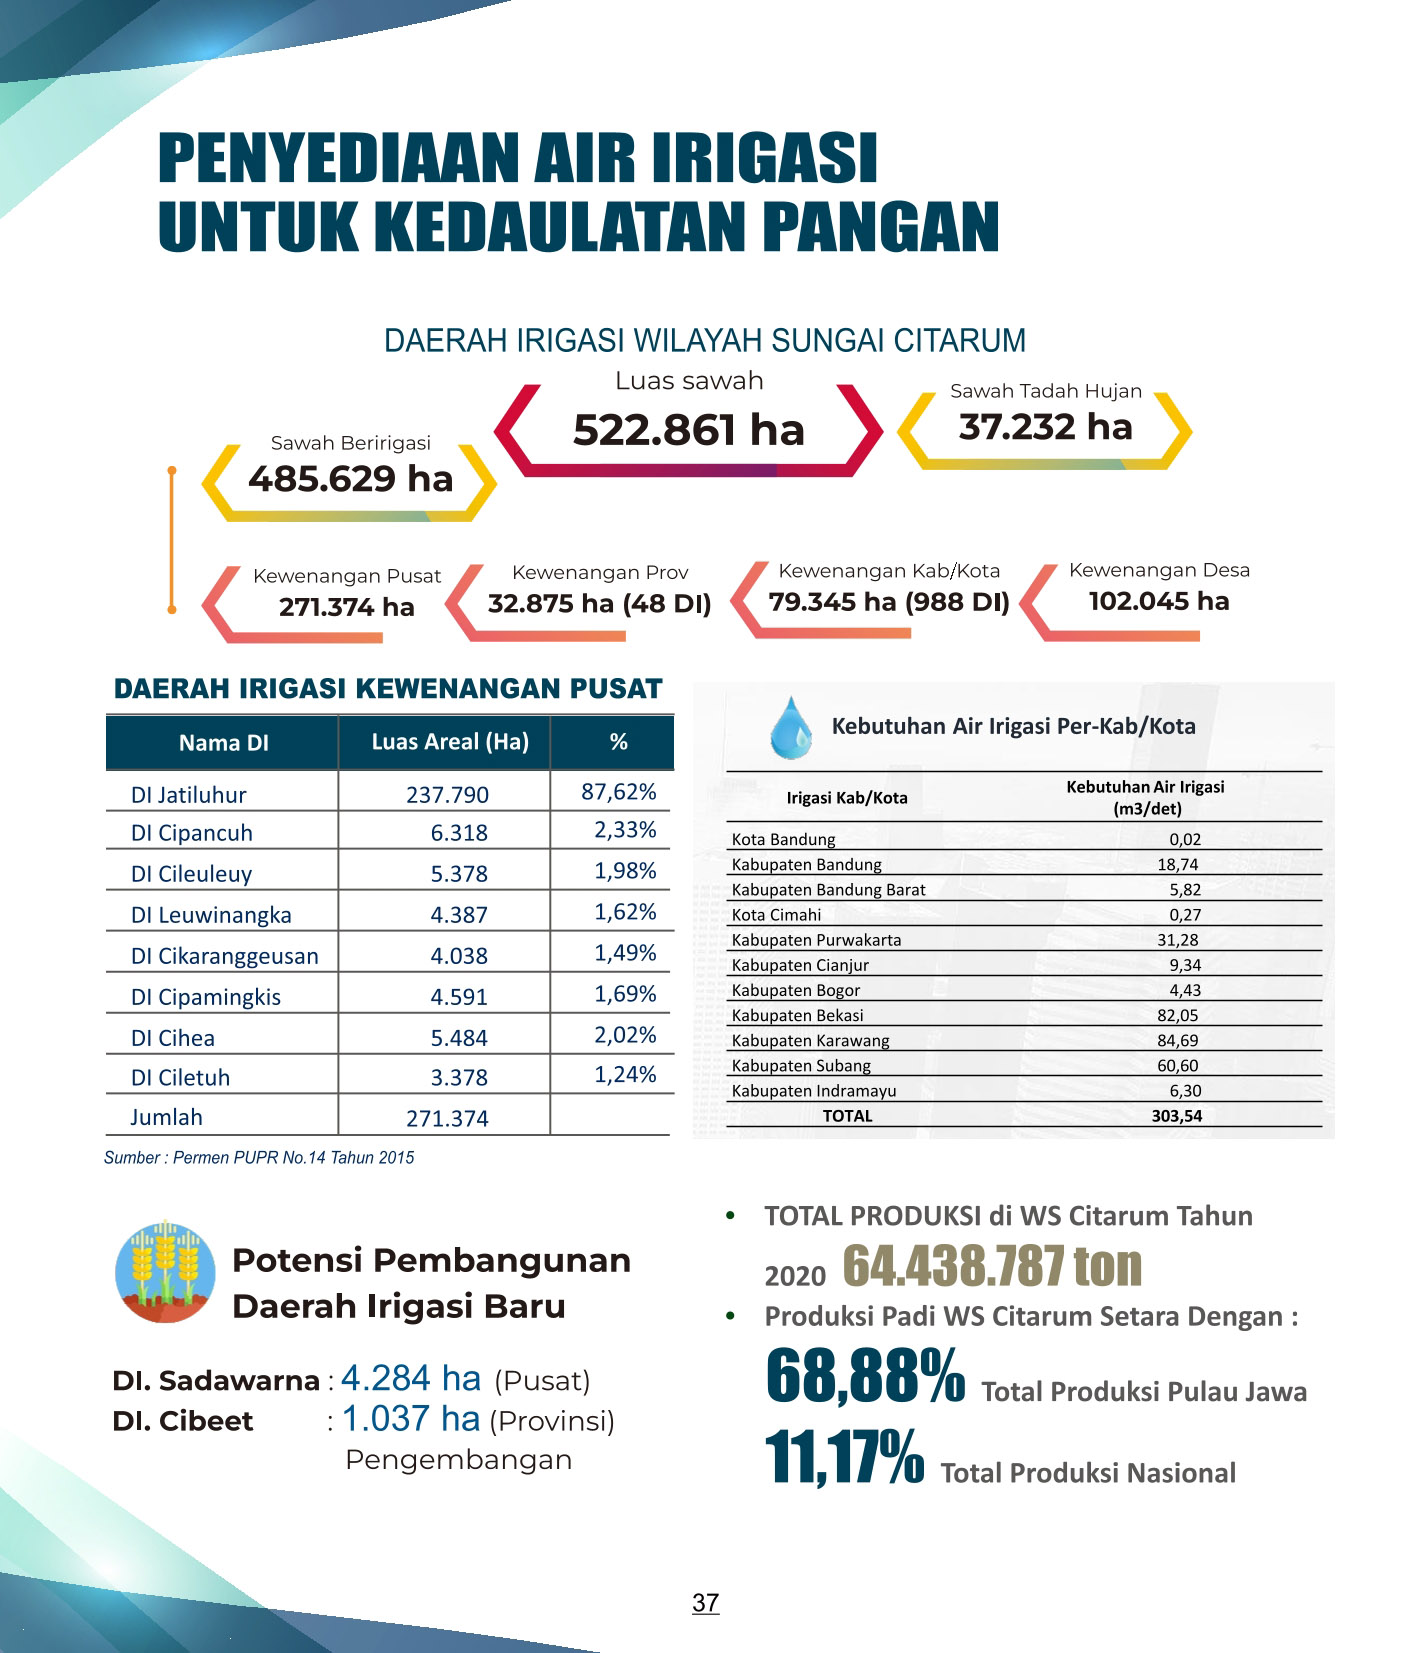 PENYEDIAAN AIR IRIGASI
UNTUK KEDAULATAN PANGAN
DAERAH IRIGASI WILAYAH SUNGAI CITARUM
Luas sawah
522.861 ha
Sawah Tadah Hujan
37.232 ha
Sawah Beririgasi
485.629 ha
Kewenangan Pusat
271.374 ha
Kewenangan Prov
32.875 ha (48 DI)
Kewenangan Kab/Kota
79.345 ha (988 DI)
Kewenangan Desa
102.045 ha
DAERAH IRIGASI KEWENANGAN PUSAT
Nama DI Luas Areal (Ha) %
DI Jatiluhur 237.790 87,62%
DI Cipancuh 6.318 2,33%
DI Cileuleuy 5.378 1,98%
DI Leuwinangka 4.387 1,62%
DI Cikaranggeusan 4.038 1,49%
DI Cipamingkis 4.591 1,69%
DI Cihea 5.484 2,02%
DI Ciletuh 3.378 1,24%
Jumlah 271.374
Sumber : Permen PUPR No.14 Tahun 2015
Kebutuhan Air Irigasi Per-Kab/Kota
Irigasi Kab/Kota Kebutuhan Air Irigasi
(m3/det)
Kota Bandung 0,02
Kabupaten Bandung 18,74
Kabupaten Bandung Barat 5,82
Kota Cimahi 0,27
Kabupaten Purwakarta 31,28
Kabupaten Cianjur 9,34
Kabupaten Bogor 4,43
Kabupaten Bekasi 82,05
Kabupaten Karawang 84,69
Kabupaten Subang 60,60
Kabupaten Indramayu 6,30
TOTAL 303,54
Potensi Pembangunan
Daerah Irigasi Baru
DI. Sadawarna : 4.284 ha (Pusat)
DI. Cibeet : 1.037 ha (Provinsi)
Pengembangan
• TOTAL PRODUKSI di WS Citarum Tahun
2020 64.438.787 ton
• Produksi Padi WS Citarum Setara Dengan :
68,88% Total Produksi Pulau Jawa
11,17% Total Produksi Nasional
37